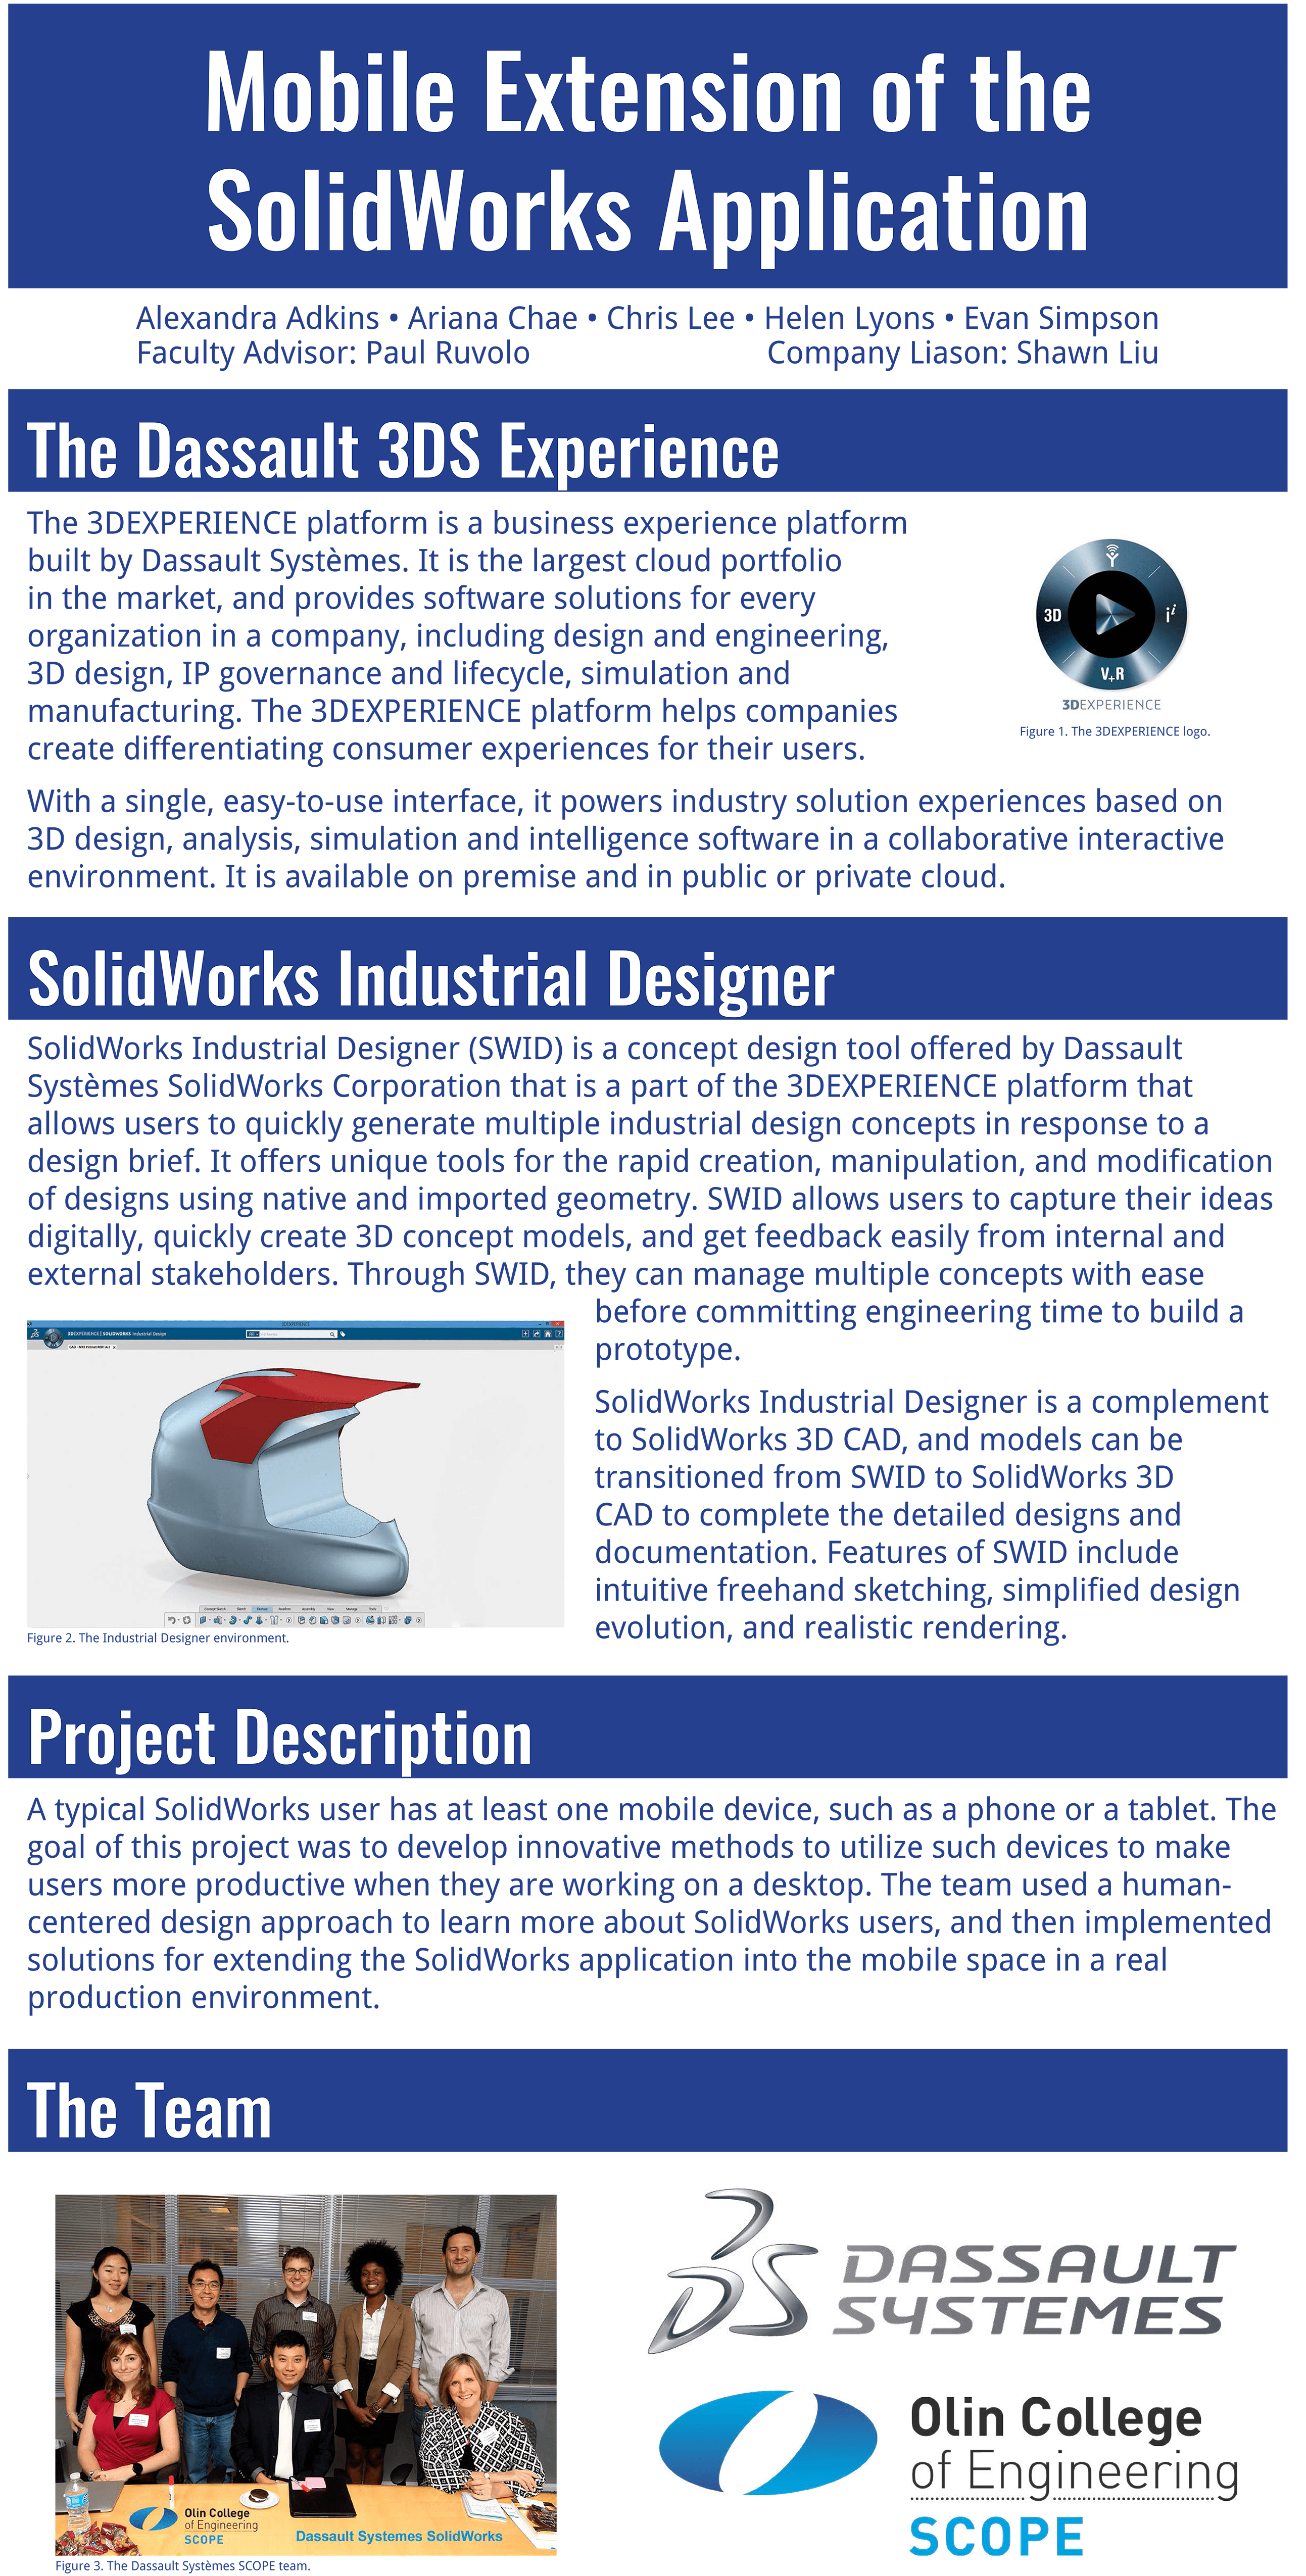 Mobile Extension of the
SolidWorks Application
Alexandra Adkins • Ariana Chae • Chris Lee • Helen Lyons • Evan Simpson
Faculty Advisor: Paul Ruvolo
Company Liason: Shawn Liu
The Dassault 3DS Experience
The 3DEXPERIENCE platform is a business experience platform
built by Dassault Systèmes. It is the largest cloud portfolio
in the market, and provides software solutions for every
organization in a company, including design and engineering,
3D design, IP governance and lifecycle, simulation and
manufacturing. The 3DEXPERIENCE platform helps companies
create differentiating consumer experiences for their users.
3D
V+R
3DEXPERIENCE
Figure 1. The 3DEXPERIENCE logo.
With a single, easy-to-use interface, it powers industry solution experiences based on
3D design, analysis, simulation and intelligence software in a collaborative interactive
environment. It is available on premise and in public or private cloud.
SolidWorks Industrial Designer
SolidWorks Industrial Designer (SWID) is a concept design tool offered by Dassault
Systèmes SolidWorks Corporation that is a part of the 3DEXPERIENCE platform that
allows users to quickly generate multiple industrial design concepts in response to a
design brief. It offers unique tools for the rapid creation, manipulation, and modification
of designs using native and imported geometry. SWID allows users to capture their ideas
digitally, quickly create 3D concept models, and get feedback easily from internal and
external stakeholders. Through SWID, they can manage multiple concepts with ease
before committing engineering time to build a
prototype.
3DEXPERIENCE | SOLIDWORKS Industrial Design
Figure 2. The Industrial Designer environment.
SolidWorks Industrial Designer is a complement
to SolidWorks 3D CAD, and models can be
transitioned from SWID to SolidWorks 3D
CAD to complete the detailed designs and
documentation. Features of SWID include
intuitive freehand sketching, simplified design
evolution, and realistic rendering.
Project Description
A typical SolidWorks user has at least one mobile device, such as a phone or a tablet. The
goal of this project was to develop innovative methods to utilize such devices to make
users more productive when they are working on a desktop. The team used a human-
centered design approach to learn more about SolidWorks users, and then implemented
solutions for extending the SolidWorks application into the mobile space in a real
production environment.
The Team
Olin College
of Engineering
SCOPE
Dassault Systemes SolidWorks
Figure 3. The Dassault Systèmes SCOPE team.
DASSAULT
SYSTEMES
Olin College
of Engineering
SCOPE